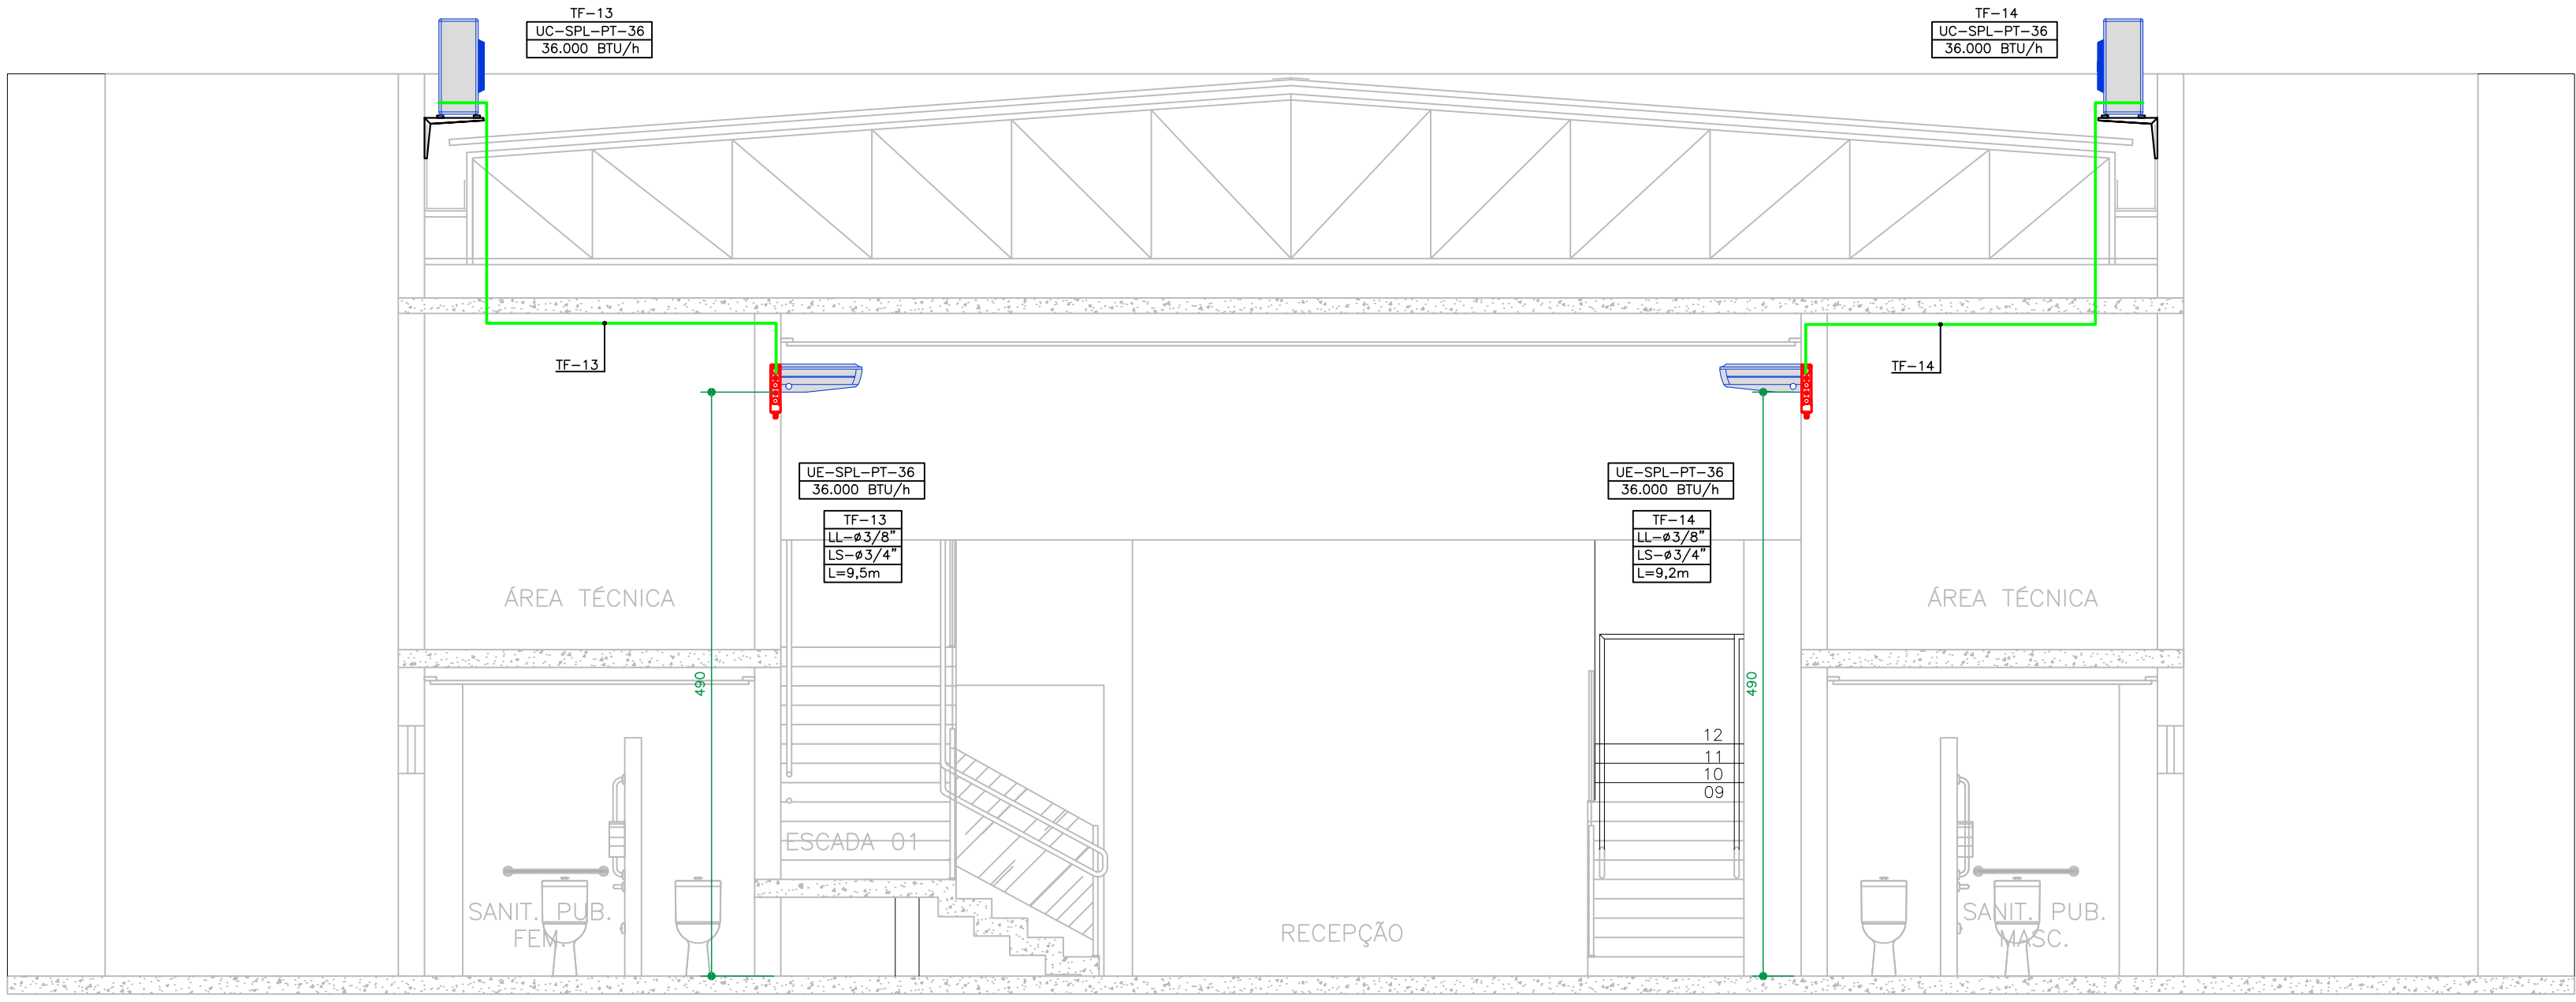 TF-13
UC-SPL-PT-36
36.000 BTU/h
TF-14
UC-SPL-PT-36
36.000 BTU/h
TF-13
TF-14
UE-SPL-PT-36
36.000 BTU/h
TF-13
LL-ø3/8"
LS-ø3/4"
L=9,5m
UE-SPL-PT-36
36.000 BTU/h
TF-14
LL-ø3/8"
LS-ø3/4"
L=9,2m
ÁREA TÉCNICA
ÁREA TÉCNICA
490
490
12
11
10
09
ESCADA 01
SANIT. PUB.
FEM.
RECEPÇÃO
SANIT. PUB.
MASC.